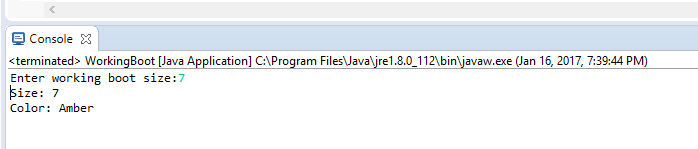 Console
<terminated> WorkingBoot [Java Application] C:\Program Files\Java\jre1.8.0_112\bin\javaw.exe (Jan 16, 2017, 7:39:44 PM)
Enter working boot size:7
Size: 7
Color: Amber